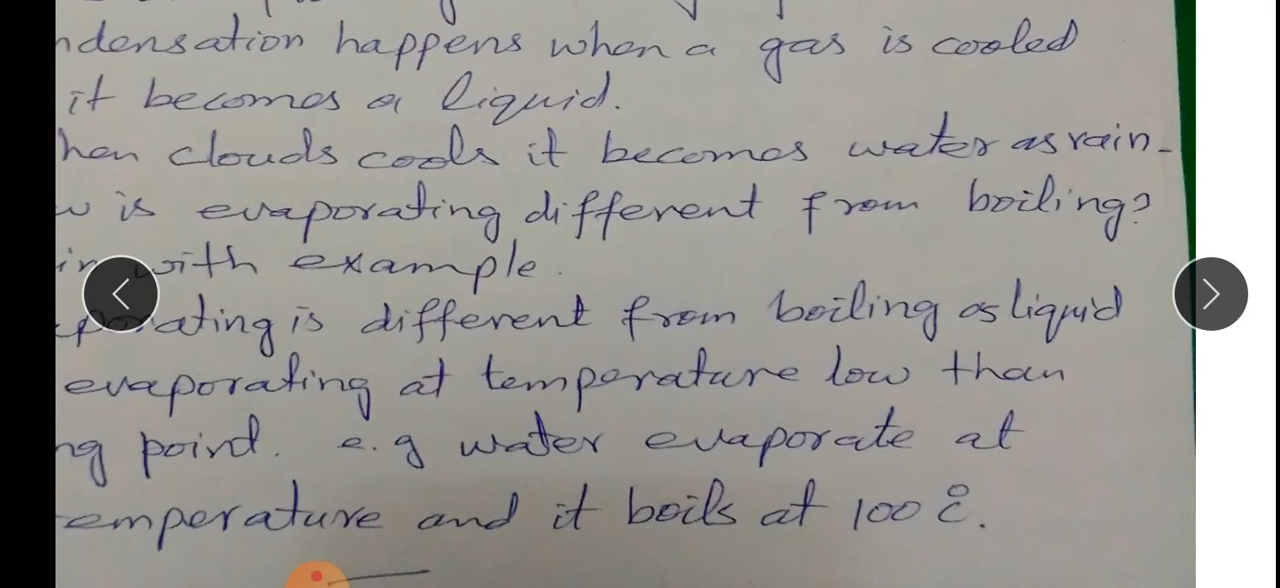 ndensation happens when a gas is cooled
it becomes a liquid.
hen clouds cools it becomes water as rain.
w is evaporating different from boiling?
in with example.
porating is different from boiling as liquid
evaporating at temperature low than
ng point. e.g water evaporate at
emperature and it boils at 100°C.